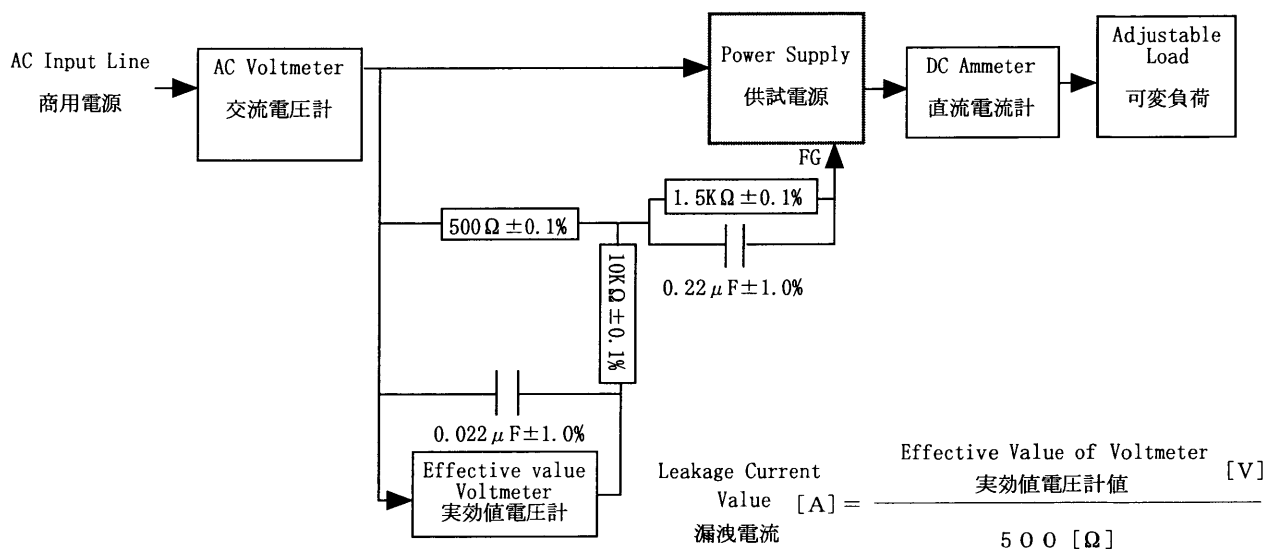 AC Input Line
商用電源
AC Voltmeter
交流電圧計
Power Supply
供試電源
DC Ammeter
直流電流計
Adjustable
Load
可変負荷
FG
1.5KΩ±0.1%
500Ω±0.1%
10KΩ±0.1%
0.22μF±1.0%
0.022μF±1.0%
Effective value
Voltmeter
実効値電圧計
Leakage Current
Value [A]=
漏洩電流
Effective Value of Voltmeter
実効値電圧計値 [V]
500[Ω]